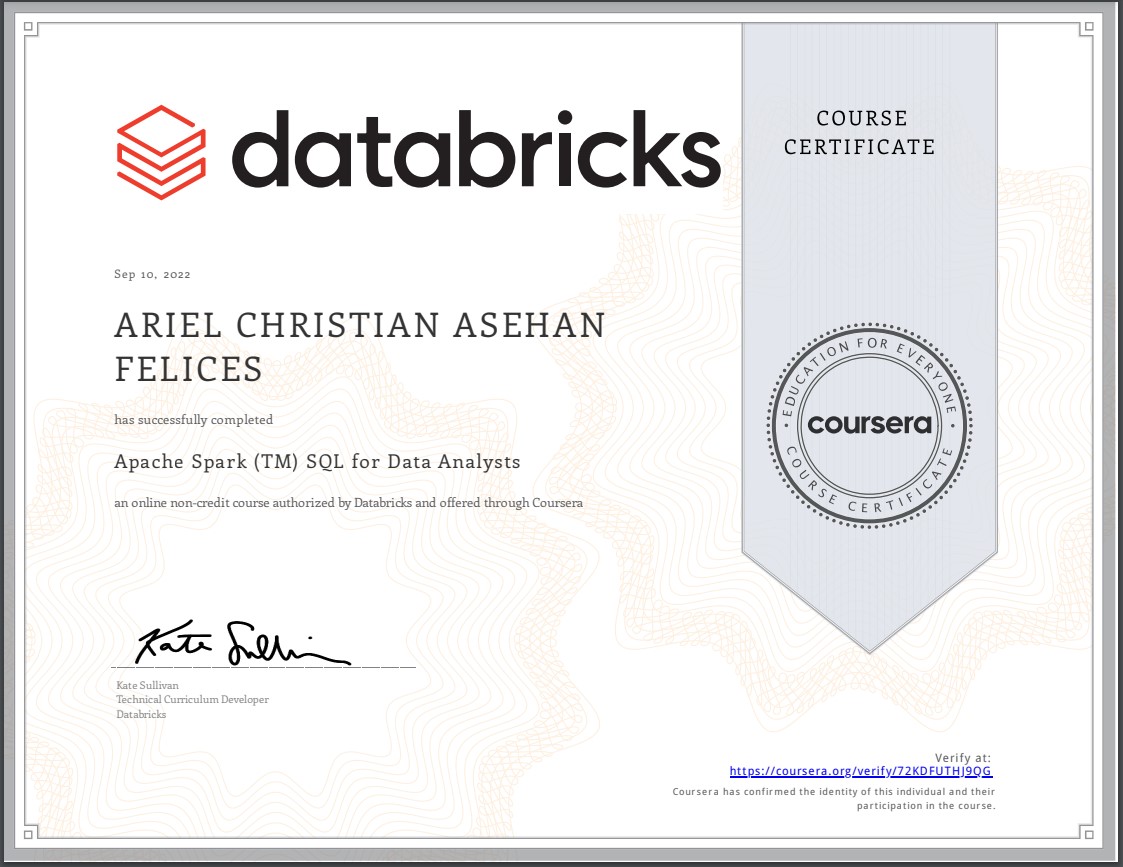 databricks
COURSE
CERTIFICATE
Sep 10, 2022
ARIEL CHRISTIAN ASEHAN
FELICES
has successfully completed
Apache Spark (TM) SQL for Data Analysts
an online non-credit course authorized by Databricks and offered through Coursera
EDUCATION FOR EVERYONE
coursera
COURSE CERTIFICATE
Kate Sullivan
Kate Sullivan
Technical Curriculum Developer
Databricks
Verify at:
https://coursera.org/verify/72KDFUTHJ9QG
Coursera has confirmed the identity of this individual and their
participation in the course.